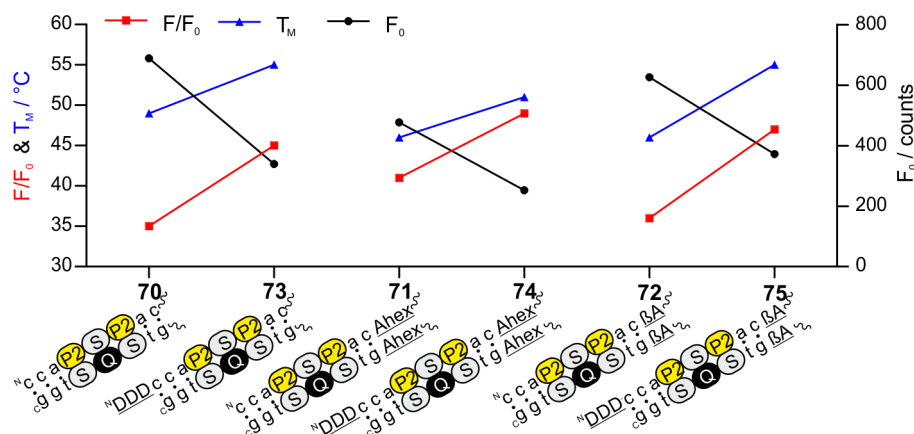 F/F₀ T_M F₀
60 800
55
600
50
45 400
40
200
35
30 0
F/F₀ & T_M / °C
F₀ / counts
70 73 71 74 72 75
ᴺc c a P2 S P2 a c
ᶜg g t S Q S t g
ᴺDDD c c a P2 S P2 a c
ᶜg g t S Q S t g
ᴺc c a P2 S P2 a c Ahex
ᶜg g t S Q S t g Ahex
ᴺDDD c c a P2 S P2 a c Ahex
ᶜg g t S Q S t g Ahex
ᴺc c a P2 S P2 a c ßA
ᶜg g t S Q S t g ßA
ᴺDDD c c a P2 S P2 a c ßA
ᶜg g t S Q S t g ßA